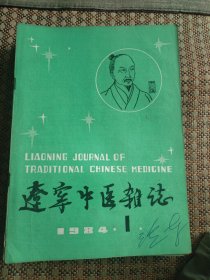 LIAONING JOURNAL OF
TRADITIONAL CHINESE MEDICINE
遼寧中医雜誌
1984·1